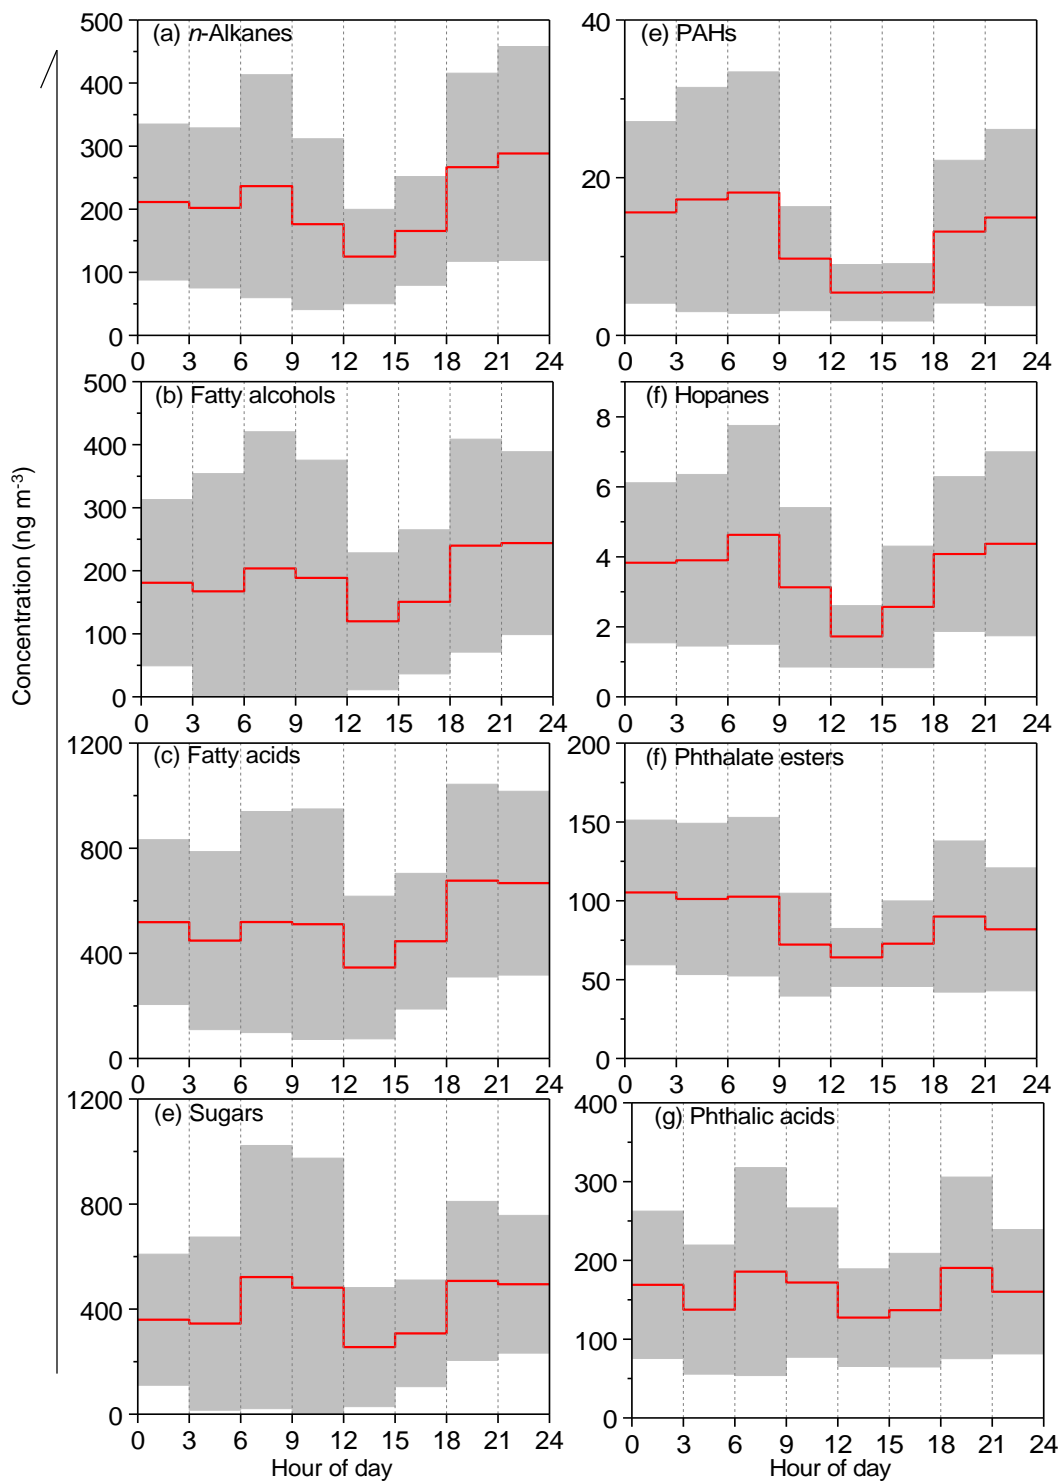 Concentration (ng m-3)
(a) n-Alkanes
500
400
300
200
100
0
0 3 6 9 12 15 18 21 24
(e) PAHs
40
20
0
0 3 6 9 12 15 18 21 24
(b) Fatty alcohols
500
400
300
200
100
0
0 3 6 9 12 15 18 21 24
(f) Hopanes
8
6
4
2
0
0 3 6 9 12 15 18 21 24
(c) Fatty acids
1200
800
400
0
0 3 6 9 12 15 18 21 24
(f) Phthalate esters
200
150
100
50
0
0 3 6 9 12 15 18 21 24
(e) Sugars
1200
800
400
0
0 3 6 9 12 15 18 21 24
Hour of day
(g) Phthalic acids
400
300
200
100
0
0 3 6 9 12 15 18 21 24
Hour of day